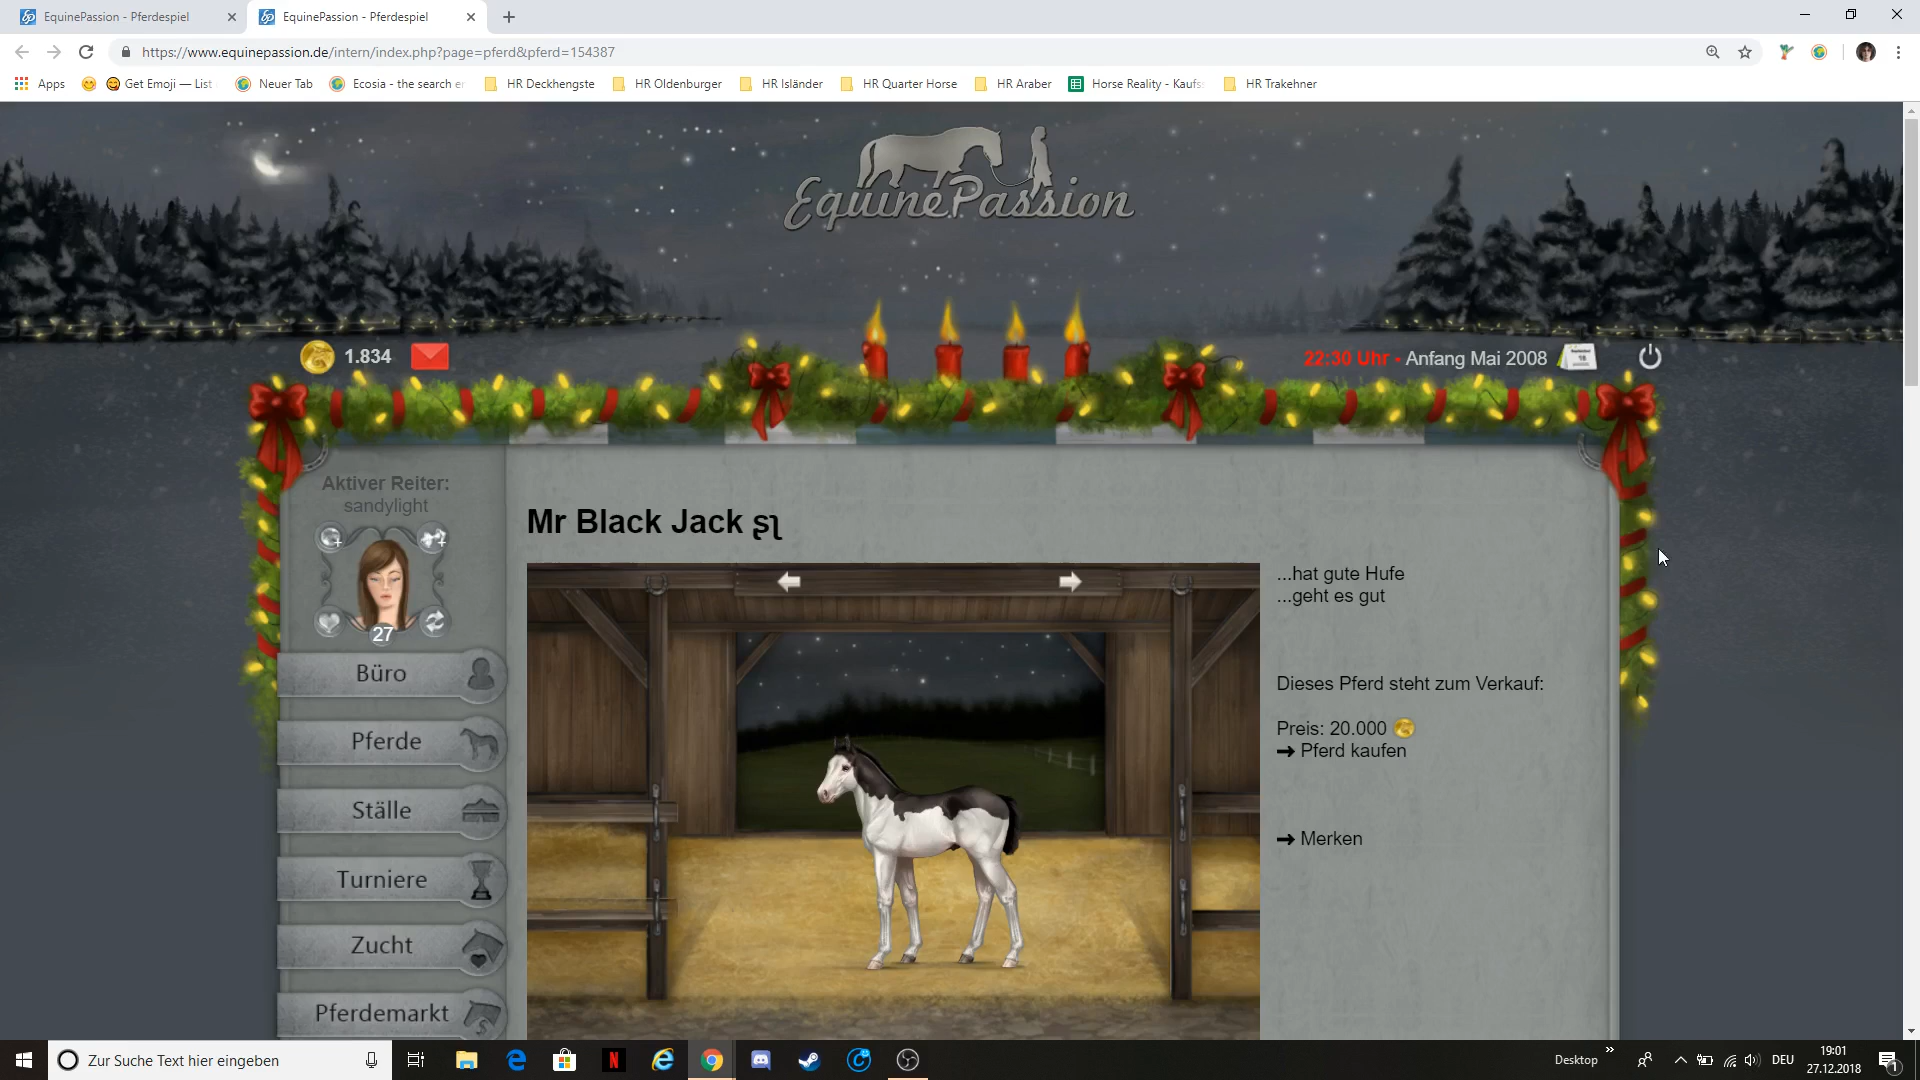 EquinePassion - Pferdespiel
EquinePassion - Pferdespiel
https://www.equinepassion.de/intern/index.php?page=pferd&pferd=154387
Apps
Get Emoji — List
Neuer Tab
Ecosia - the search en
HR Deckhengste
HR Oldenburger
HR Isländer
HR Quarter Horse
HR Araber
Horse Reality - Kaufs
HR Trakehner
EquinePassion
1.834
22:30 Uhr - Anfang Mai 2008
Aktiver Reiter:
sandylight
27
Büro
Pferde
Ställe
Turniere
Zucht
Pferdemarkt
Mr Black Jack ȿʅ
...hat gute Hufe
...geht es gut
Dieses Pferd steht zum Verkauf:
Preis: 20.000
➞ Pferd kaufen
➞ Merken
Zur Suche Text hier eingeben
Desktop
DEU
19:01
27.12.2018
1